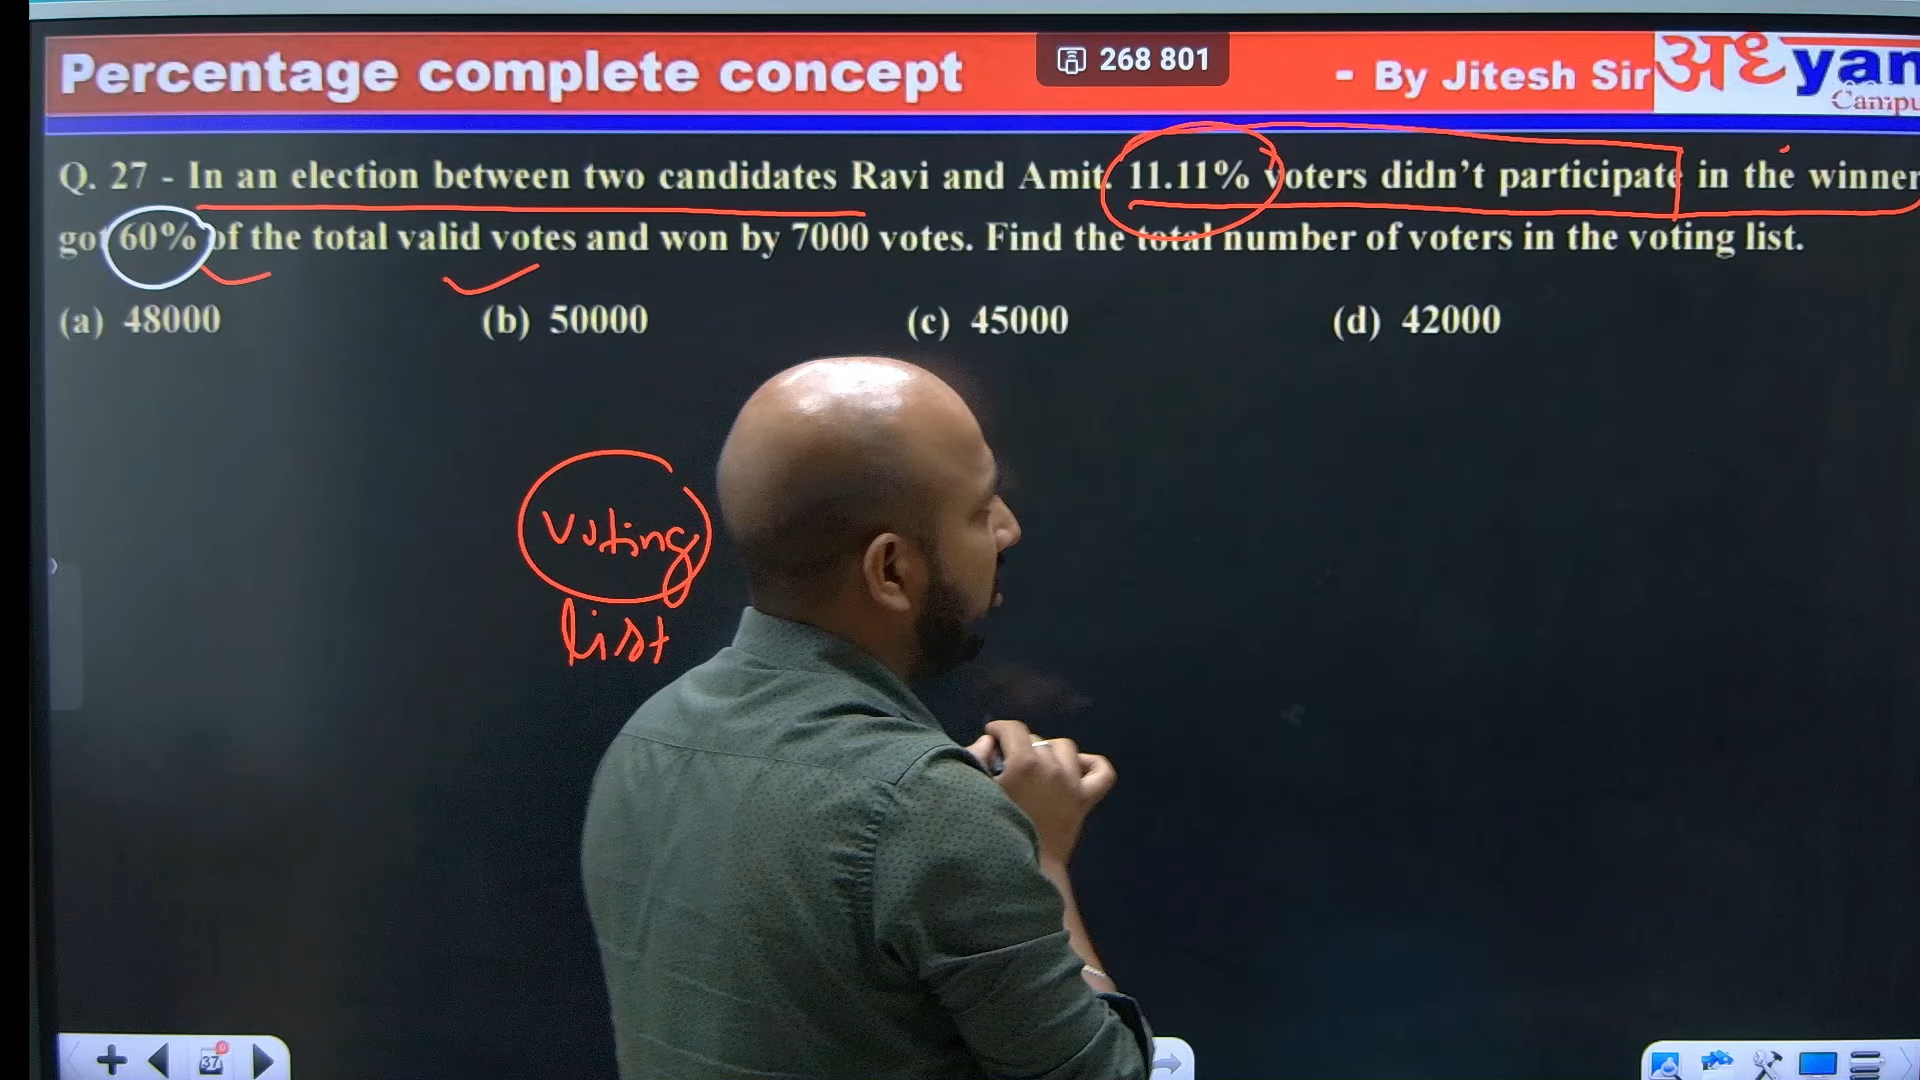 Percentage complete concept
268 801
- By Jitesh Sir
अध्yan
Campu
Q. 27 - In an election between two candidates Ravi and Amit. 11.11% voters didn't participate in the winner
got 60% of the total valid votes and won by 7000 votes. Find the total number of voters in the voting list.
(a) 48000 (b) 50000 (c) 45000 (d) 42000
voting
list
37